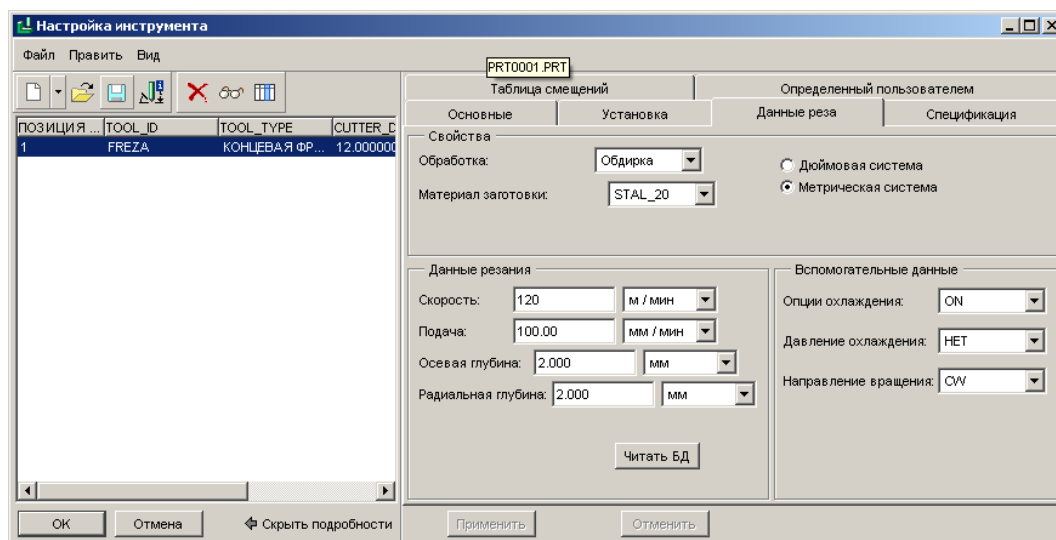 Настройка инструмента
Файл Править Вид
PRT0001.PRT
Таблица смещений Определенный пользователем
Основные Установка Данные реза Спецификация
ПОЗИЦИЯ ... TOOL_ID TOOL_TYPE CUTTER_D
1 FREZA КОНЦЕВАЯ ФР... 12.000000
Свойства
Обработка: Обдирка
Дюймовая система
Метрическая система
Материал заготовки: STAL_20
Данные резания
Скорость: 120 м / мин
Подача: 100.00 мм / мин
Осевая глубина: 2.000 мм
Радиальная глубина: 2.000 мм
Читать БД
Вспомогательные данные
Опции охлаждения: ON
Давление охлаждения: НЕТ
Направление вращения: CW
OK Отмена Скрыть подробности Применить Отменить